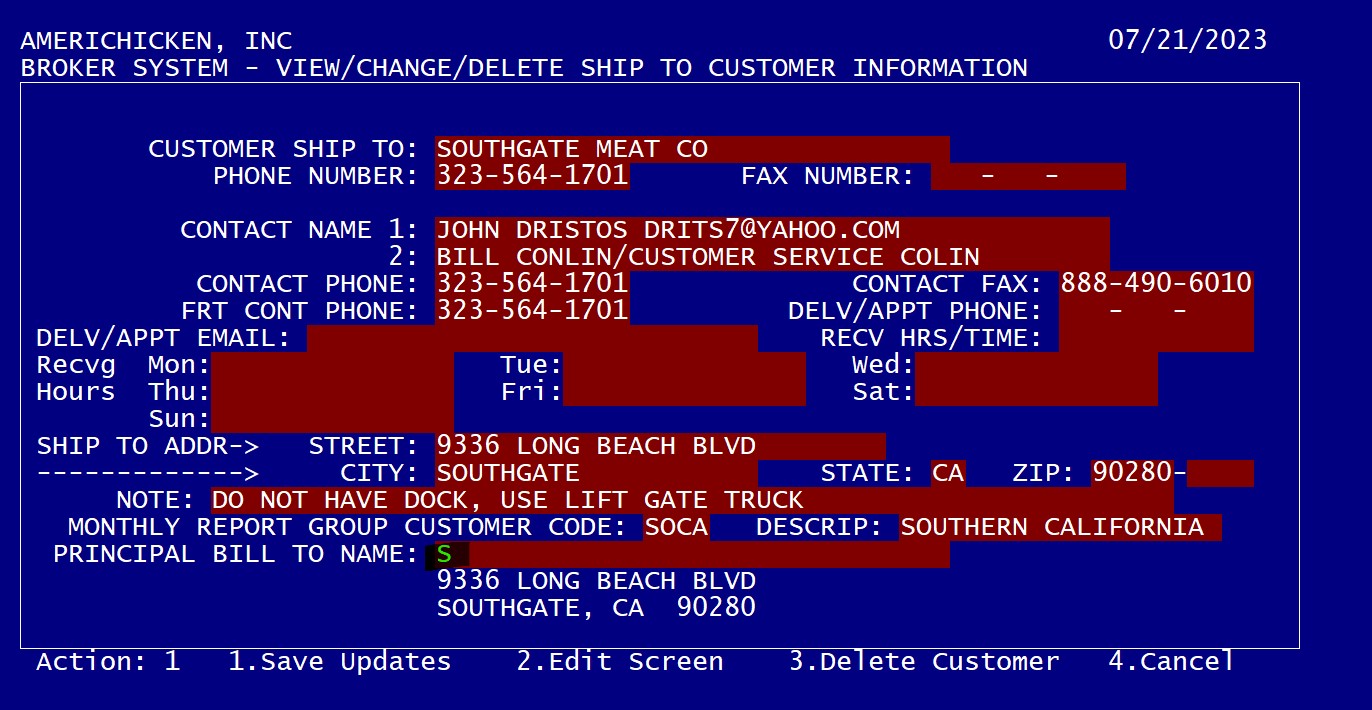 AMERICHICKEN, INC 07/21/2023
BROKER SYSTEM - VIEW/CHANGE/DELETE SHIP TO CUSTOMER INFORMATION
CUSTOMER SHIP TO: SOUTHGATE MEAT CO
PHONE NUMBER: 323-564-1701 FAX NUMBER: - -
CONTACT NAME 1: JOHN DRISTOS DRITS7@YAHOO.COM
2: BILL CONLIN/CUSTOMER SERVICE COLIN
CONTACT PHONE: 323-564-1701 CONTACT FAX: 888-490-6010
FRT CONT PHONE: 323-564-1701 DELV/APPT PHONE: - -
DELV/APPT EMAIL: RECV HRS/TIME:
Recvg Mon: Tue: Wed:
Hours Thu: Fri: Sat:
Sun:
SHIP TO ADDR-> STREET: 9336 LONG BEACH BLVD
-------------> CITY: SOUTHGATE STATE: CA ZIP: 90280-
NOTE: DO NOT HAVE DOCK, USE LIFT GATE TRUCK
MONTHLY REPORT GROUP CUSTOMER CODE: SOCA DESCRIP: SOUTHERN CALIFORNIA
PRINCIPAL BILL TO NAME: S
9336 LONG BEACH BLVD
SOUTHGATE, CA 90280
Action: 1 1.Save Updates 2.Edit Screen 3.Delete Customer 4.Cancel